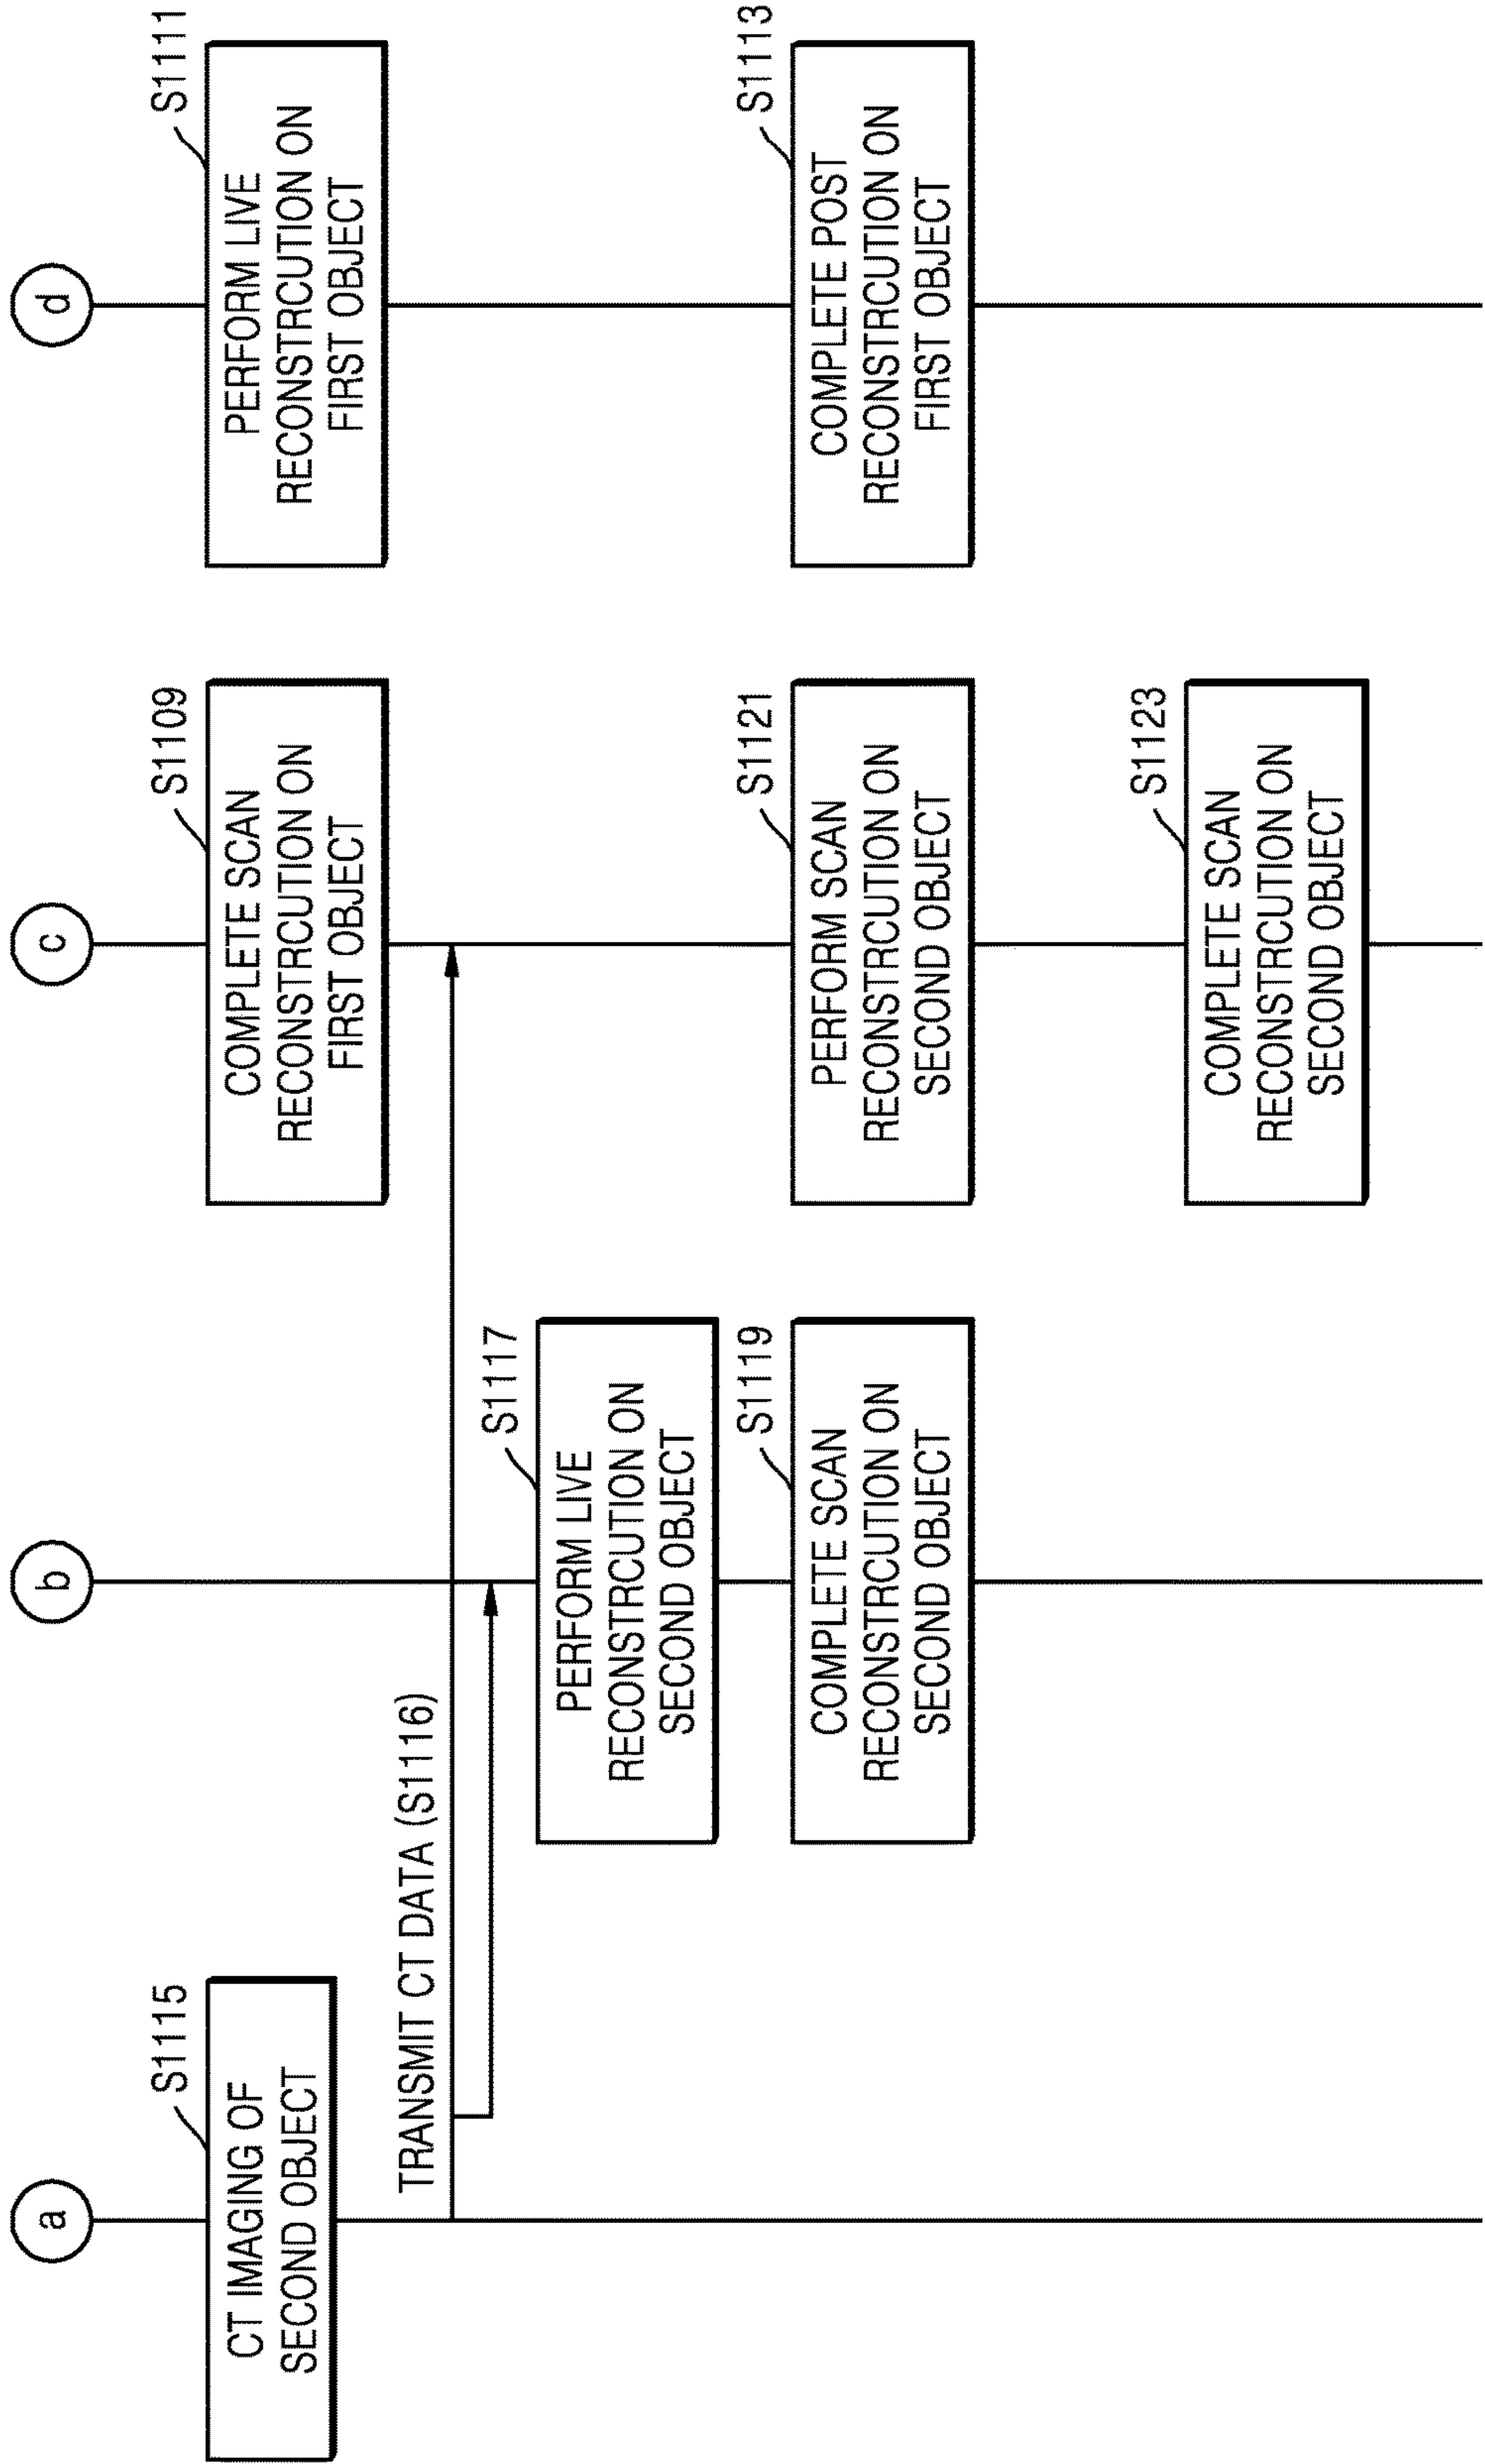 a
b
c
d
S1115
CT IMAGING OF
SECOND OBJECT
S1109
COMPLETE SCAN
RECONSTRCUTION ON
FIRST OBJECT
S1111
PERFORM LIVE
RECONSTRCUTION ON
FIRST OBJECT
TRANSMIT CT DATA (S1116)
S1117
PERFORM LIVE
RECONSTRCUTION ON
SECOND OBJECT
S1119
COMPLETE SCAN
RECONSTRCUTION ON
SECOND OBJECT
S1121
PERFORM SCAN
RECONSTRCUTION ON
SECOND OBJECT
S1113
COMPLETE POST
RECONSTRCUTION ON
FIRST OBJECT
S1123
COMPLETE SCAN
RECONSTRCUTION ON
SECOND OBJECT